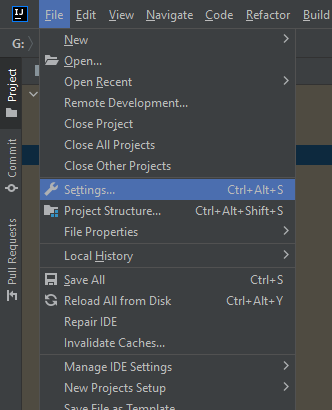 IJ File Edit View Navigate Code Refactor Build
G:
New
Open...
Open Recent
Remote Development...
Close Project
Close All Projects
Close Other Projects
Settings... Ctrl+Alt+S
Project Structure... Ctrl+Alt+Shift+S
File Properties
Local History
Save All Ctrl+S
Reload All from Disk Ctrl+Alt+Y
Repair IDE
Invalidate Caches...
Manage IDE Settings
New Projects Setup
Save File as Template...
Project
Commit
Pull Requests